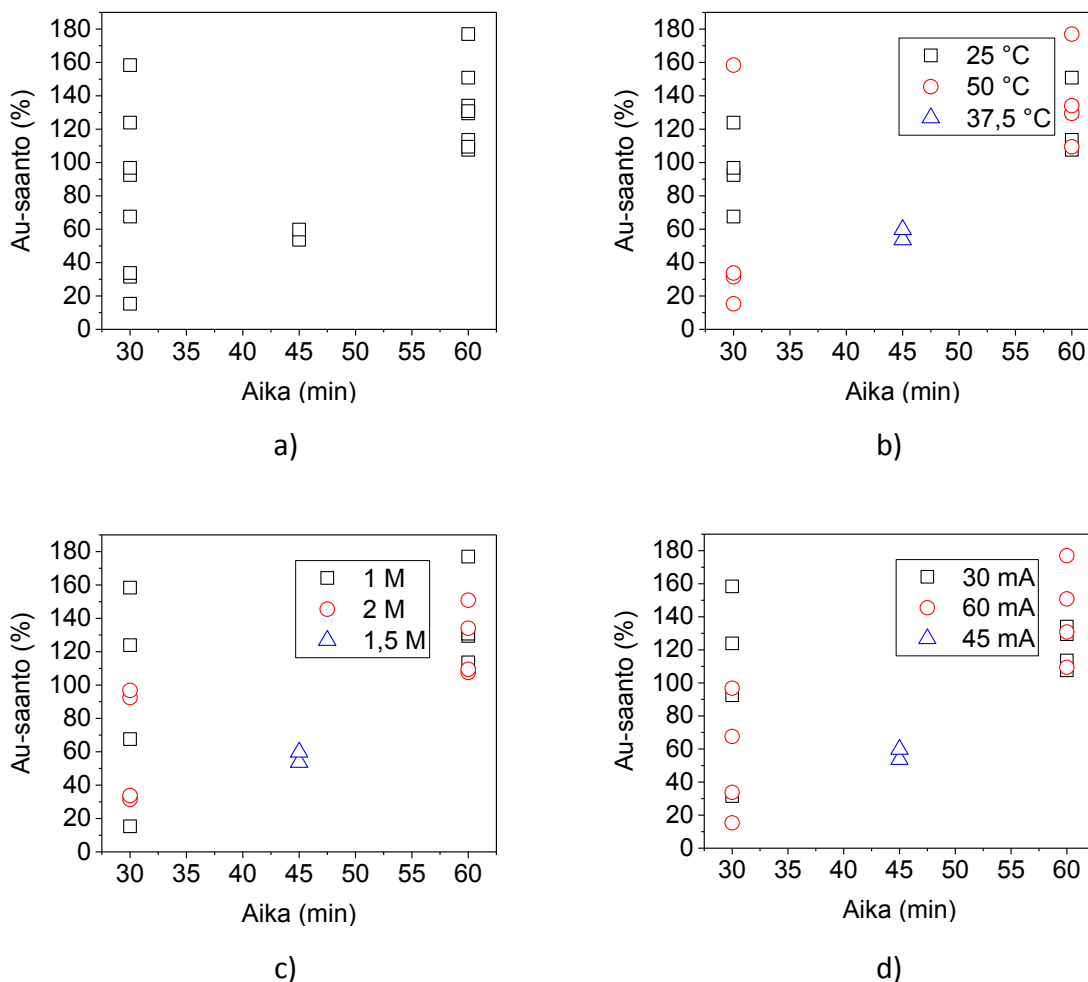 180
160
140
120
100
80
60
40
20
0
Au-saanto (%)
30 35 40 45 50 55 60
Aika (min)
a)
180
160
140
120
100
80
60
40
20
0
Au-saanto (%)
25 °C
50 °C
37,5 °C
30 35 40 45 50 55 60
Aika (min)
b)
180
160
140
120
100
80
60
40
20
0
Au-saanto (%)
1 M
2 M
1,5 M
30 35 40 45 50 55 60
Aika (min)
c)
180
160
140
120
100
80
60
40
20
0
Au-saanto (%)
30 mA
60 mA
45 mA
30 35 40 45 50 55 60
Aika (min)
d)